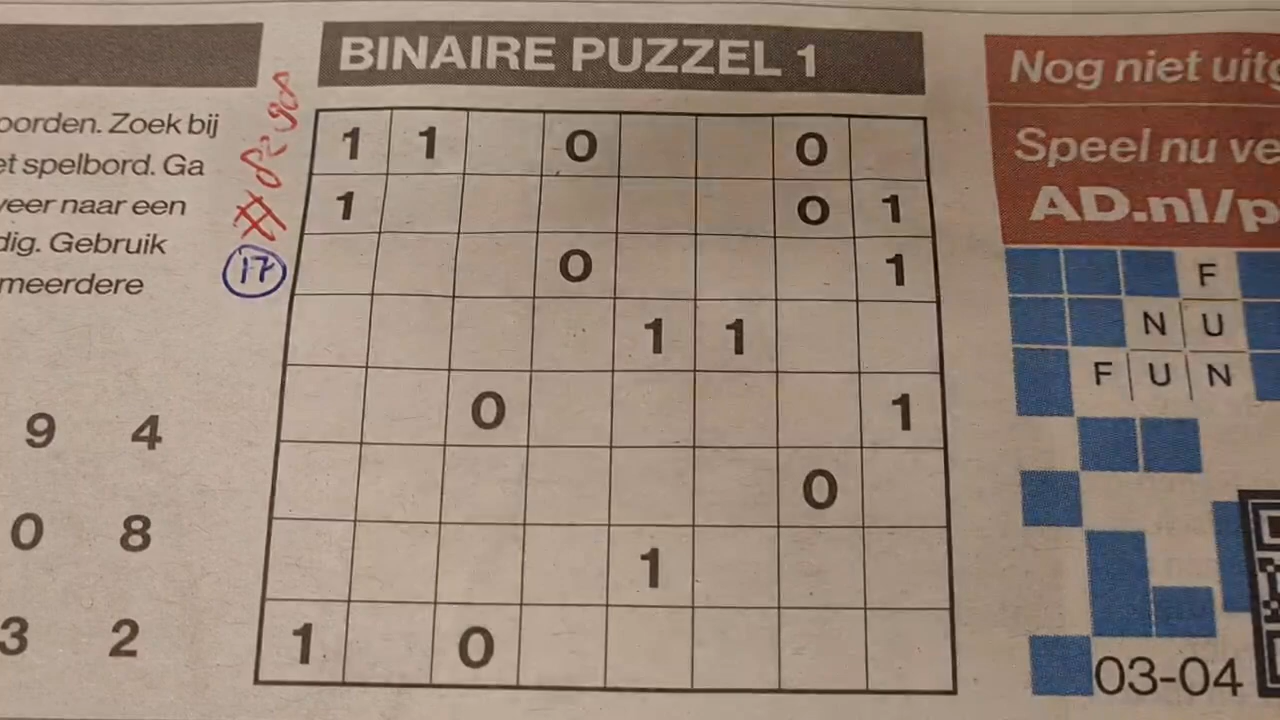 BINAIRE PUZZEL 1
oorden. Zoek bij
et spelbord. Ga
veer naar een
dig. Gebruik
meerdere
9 4
0 8
3 2
17
1 1 0 0
1 0 1
0 1
1 1
0 1
0
1
1 0
Nog niet uitg
Speel nu ve
AD.nl/p
F
N U
F U N
03-04